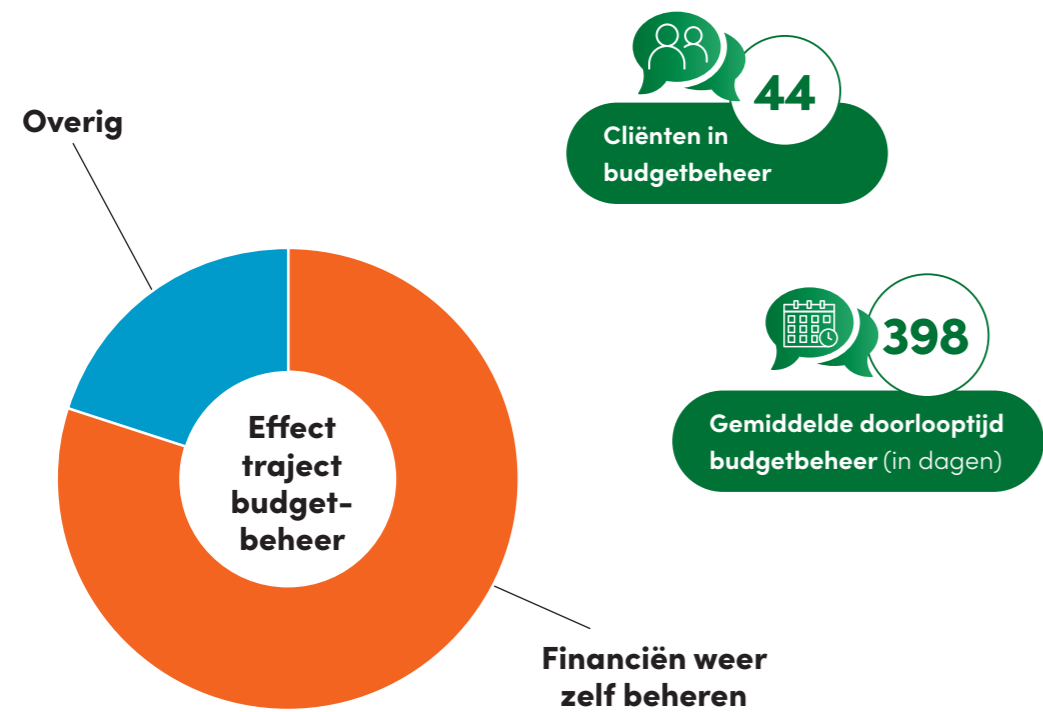 44
Cliënten in
budgetbeheer
Overig
398
Gemiddelde doorlooptijd
budgetbeheer (in dagen)
Effect
traject
budget-
beheer
Financiën weer
zelf beheren